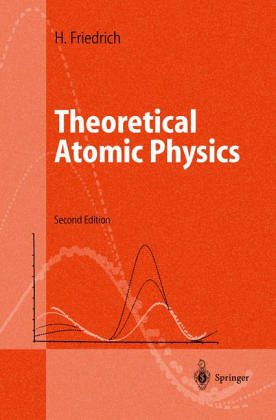 H. Friedrich
Theoretical
Atomic Physics
Second Edition
Springer